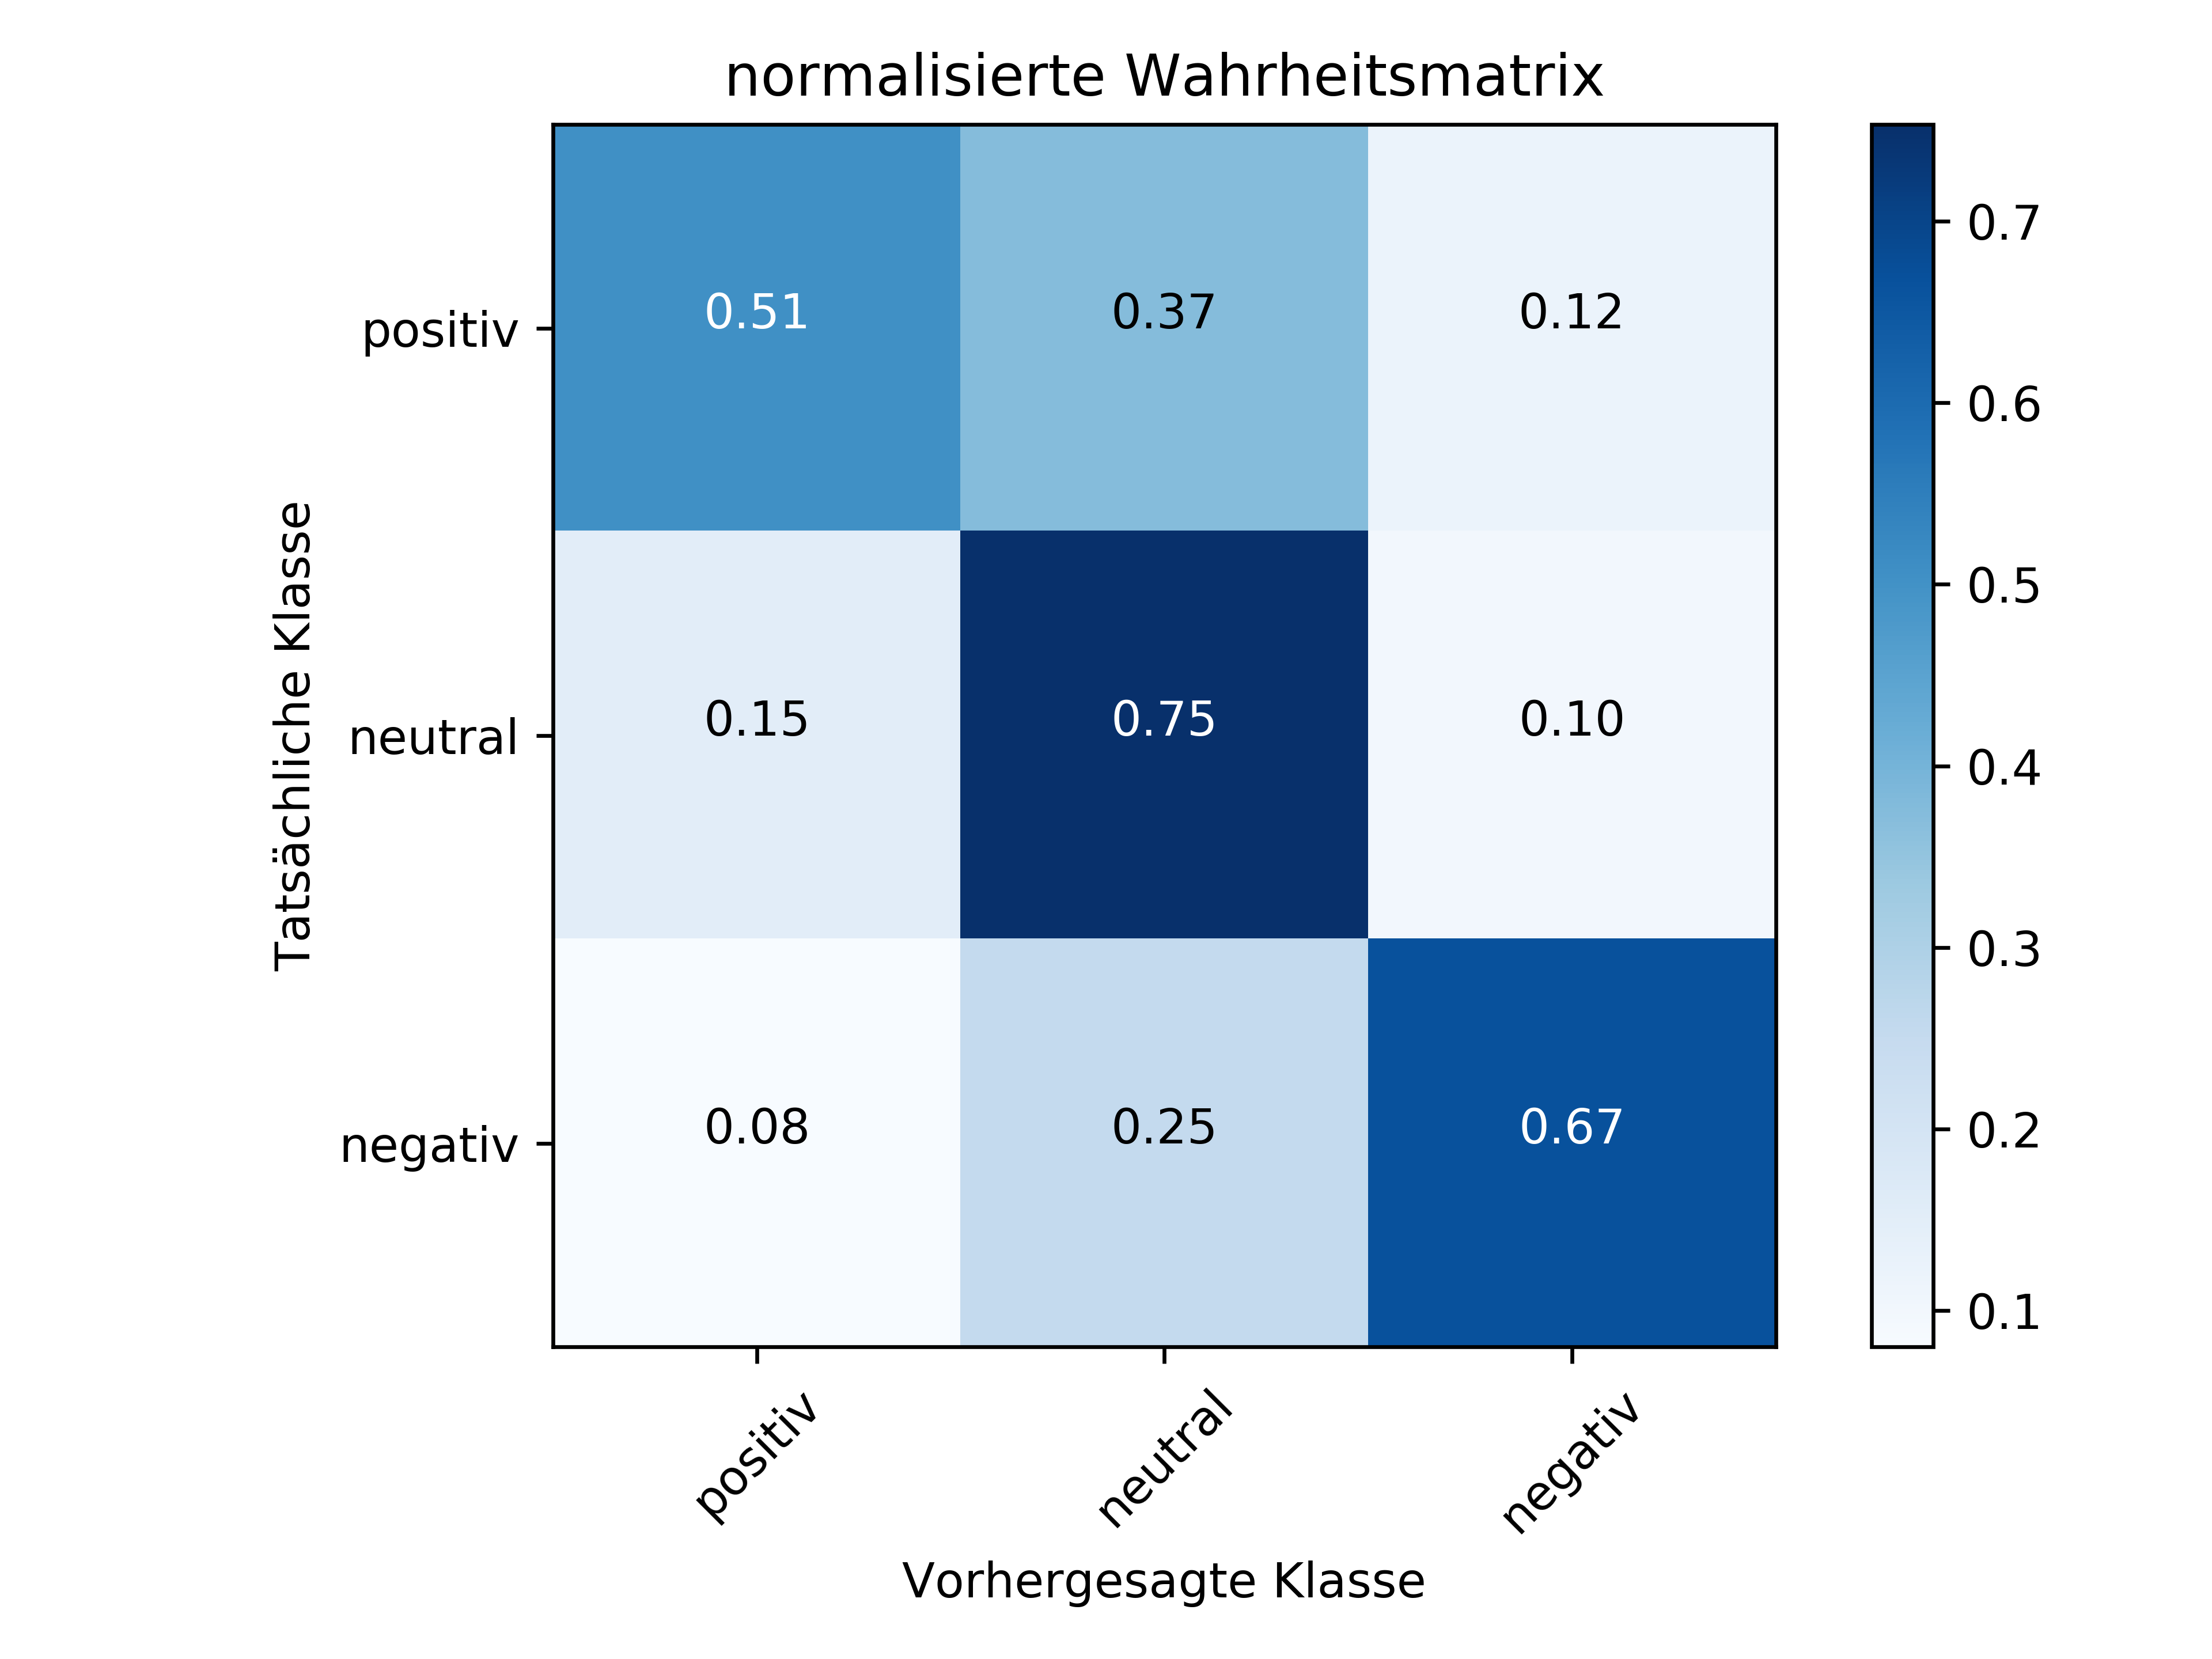 normalisierte Wahrheitsmatrix
Tatsächliche Klasse
positiv
0.51 0.37 0.12
neutral
0.15 0.75 0.10
negativ
0.08 0.25 0.67
positiv
neutral
negativ
Vorhergesagte Klasse
0.7
0.6
0.5
0.4
0.3
0.2
0.1